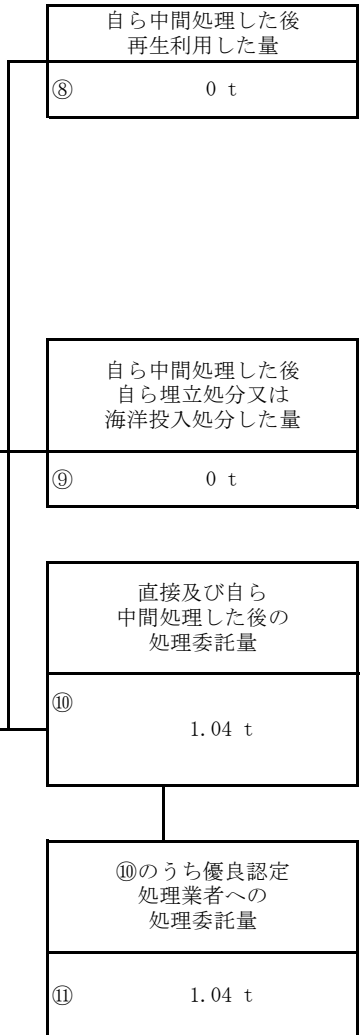 自ら中間処理した後
再生利用した量
⑧ 0 t
自ら中間処理した後
自ら埋立処分又は
海洋投入処分した量
⑨ 0 t
直接及び自ら
中間処理した後の
処理委託量
⑩
1.04 t
⑩のうち優良認定
処理業者への
処理委託量
⑪ 1.04 t